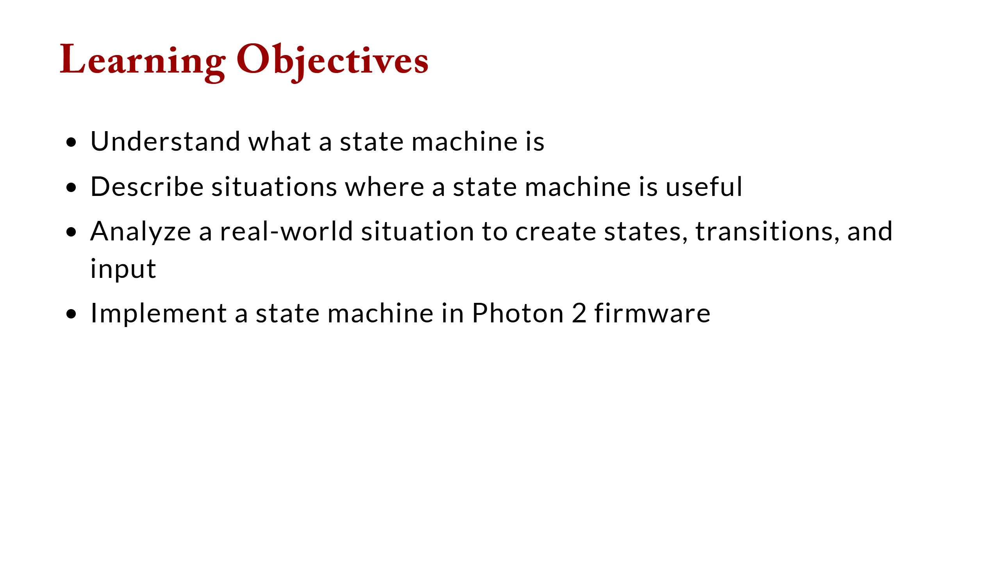 Learning Objectives
• Understand what a state machine is
• Describe situations where a state machine is useful
• Analyze a real-world situation to create states, transitions, and
input
• Implement a state machine in Photon 2 firmware